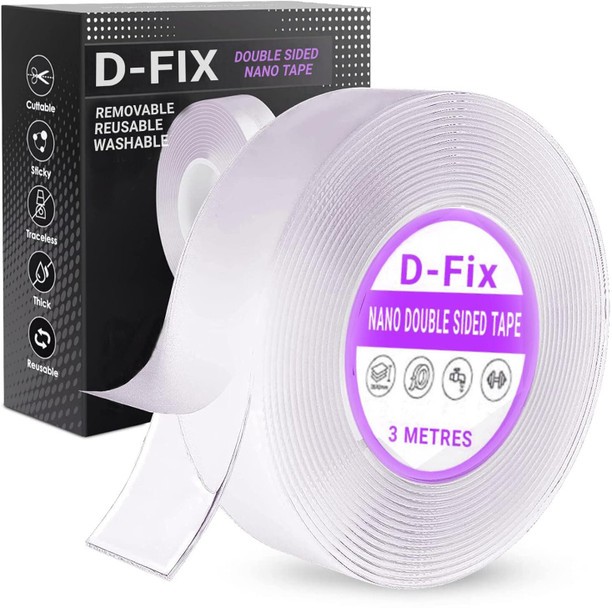 D-FIX
DOUBLE SIDED
NANO TAPE
REMOVABLE
REUSABLE
WASHABLE
Cuttable
Sticky
Traceless
Thick
Reusable
D-Fix
NANO DOUBLE SIDED TAPE
3 METRES